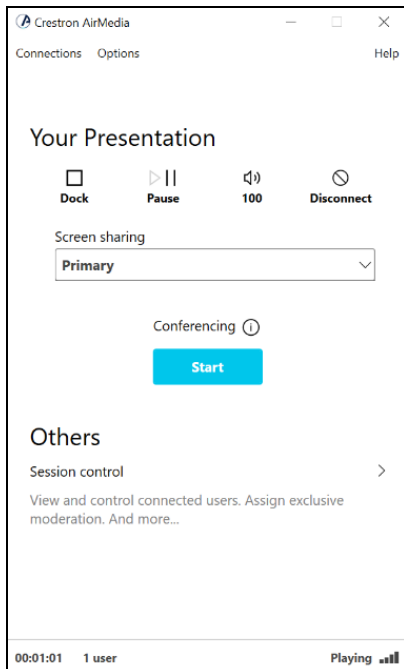 Crestron AirMedia
Connections Options Help
Your Presentation
Dock Pause 100 Disconnect
Screen sharing
Primary
Conferencing
Start
Others
Session control
View and control connected users. Assign exclusive
moderation. And more...
00:01:01 1 user Playing